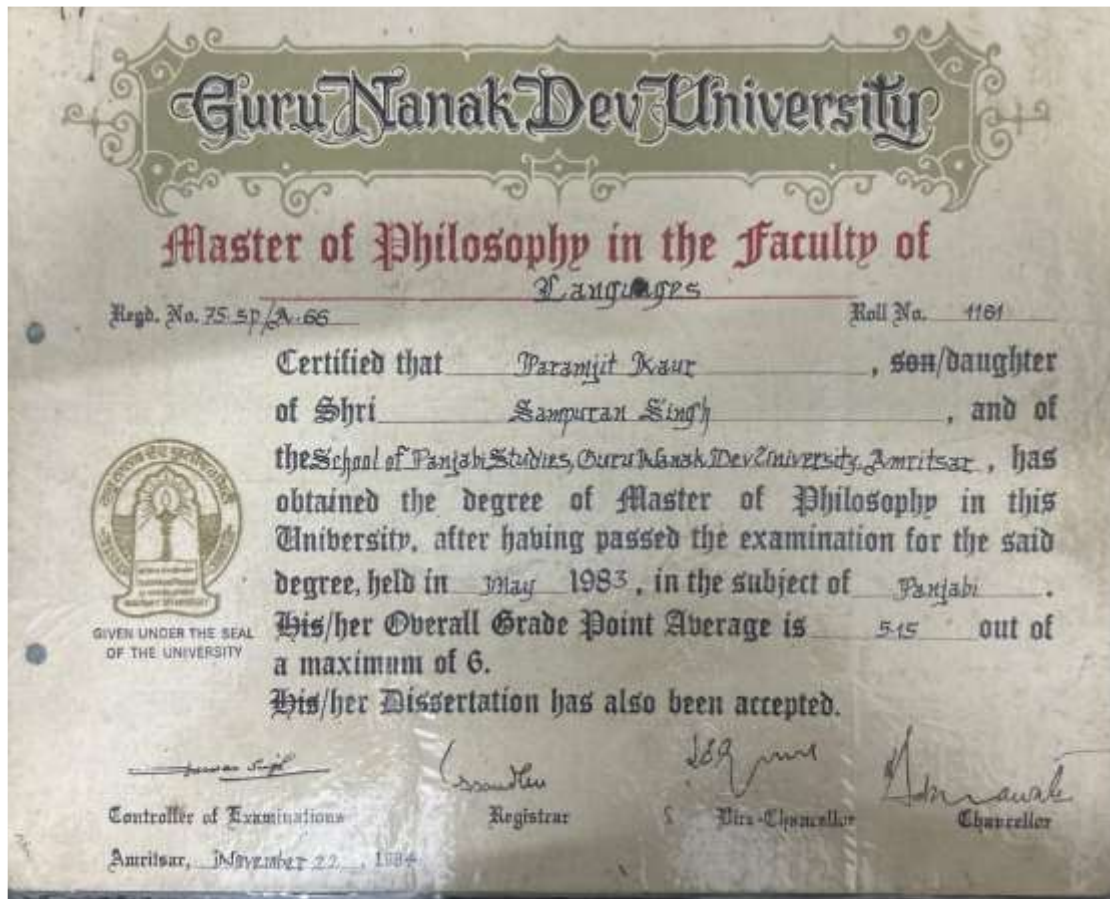 Guru Nanak Dev University
Master of Philosophy in the Faculty of
Languages
Regd. No. 75.sp/A-66 Roll No. 1161
Certified that Paramjit Kaur, son/daughter
of Shri Sampuran Singh, and of
the School of Panjabi Studies, Guru Nanak Dev University, Amritsar, has
obtained the degree of Master of Philosophy in this
University, after having passed the examination for the said
degree, held in May 1983, in the subject of Panjabi.
His/her Overall Grade Point Average is 5.15 out of
a maximum of 6.
His/her Dissertation has also been accepted.
GIVEN UNDER THE SEAL
OF THE UNIVERSITY
Controller of Examinations Registrar Vice-Chancellor Chancellor
Amritsar, November 22, 1984